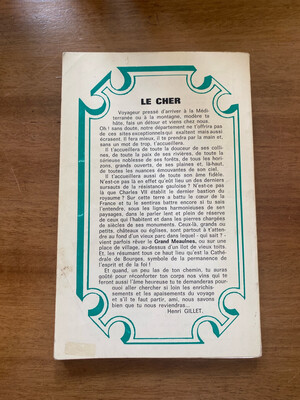 LE CHER
Voyageur pressé d'arriver à la Médi-
terranée ou à la montagne, modère ta
hâte, fais un détour et viens chez nous.
Oh ! sans doute, notre département ne t'offrira pas
de ces sites exceptionnels qui exaltent mais aussi
écrasent. Il fera mieux, il te prendra par la main et,
sans un mot de trop, t'accueillera.
Il t'accueillera de toute la douceur de ses colli-
nes, de toute la paix de ses rivières, de toute la
sérieuse noblesse de ses forêts, de tous les hori-
zons, grands ouverts, de ses plaines et, là-haut,
de toutes les nuances émouvantes de son ciel.
Il t'accueillera aussi de toute son âme fidèle.
N'est-ce pas là en effet qu'eut lieu un des derniers
sursauts de la résistance gauloise ? N'est-ce pas
là que Charles VII établit le dernier bastion du
royaume ? Sur cette terre a battu le cœur de la
France et tu le sentiras battre encore si tu sais
l'entendre, sous les lignes harmonieuses de ses
paysages, dans le parler lent et plein de réserve
de ceux qui l'habitent et dans les pierres chargées
de siècles de ses monuments. Ceux-là, grands ou
petits, châteaux ou églises, sont partout à t'atten-
dre au fond d'un vieux parc dans lequel - qui sait ? -
vient parfois rêver le Grand Meaulnes, ou sur une
place de village, au-dessus d'un îlot de vieux toits.
Et, les résumant tous en haut lieu qu'est la Cathé-
drale de Bourges, symbole de la permanence de
l'esprit et de la foi !
Et quand, un peu las de ton chemin, tu auras
goûté pour réconforter ton corps nos vins qui te
feront aussi l'âme heureuse tu te demanderas pour-
quoi aller chercher si loin les enrichis-
sements et les apaisements du voyage
et s'il te faut partir, ami, nous savons
bien que tu nous reviendras...
Henri GILLET.